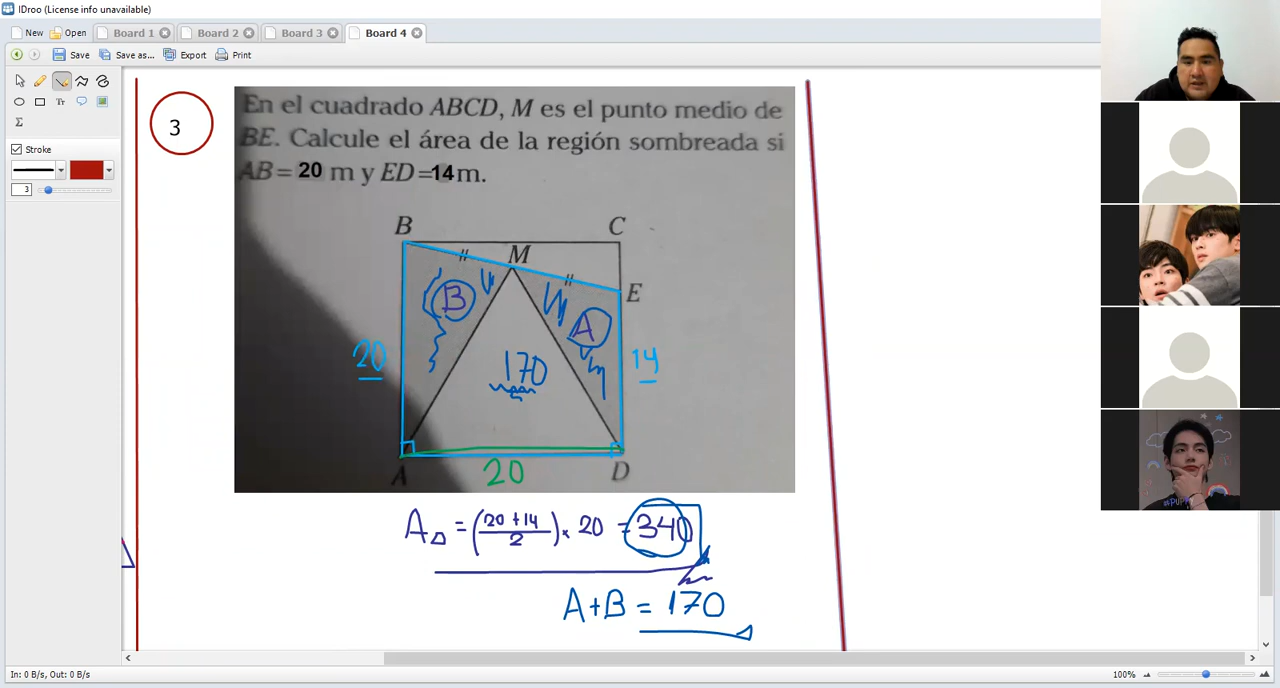 IDroo (License info unavailable)
New Open Board 1 Board 2 Board 3 Board 4
Save Save as... Export Print
Tr
Σ
Stroke
3
3
En el cuadrado ABCD, M es el punto medio de
BE. Calcule el área de la región sombreada si
AB= 20 m y ED=14m.
B C
M
E
B
A
20
170
14
A
20
D
A△ = (20+14/2) × 20 = 340
A+B = 170
In: 0 B/s, Out: 0 B/s
100%